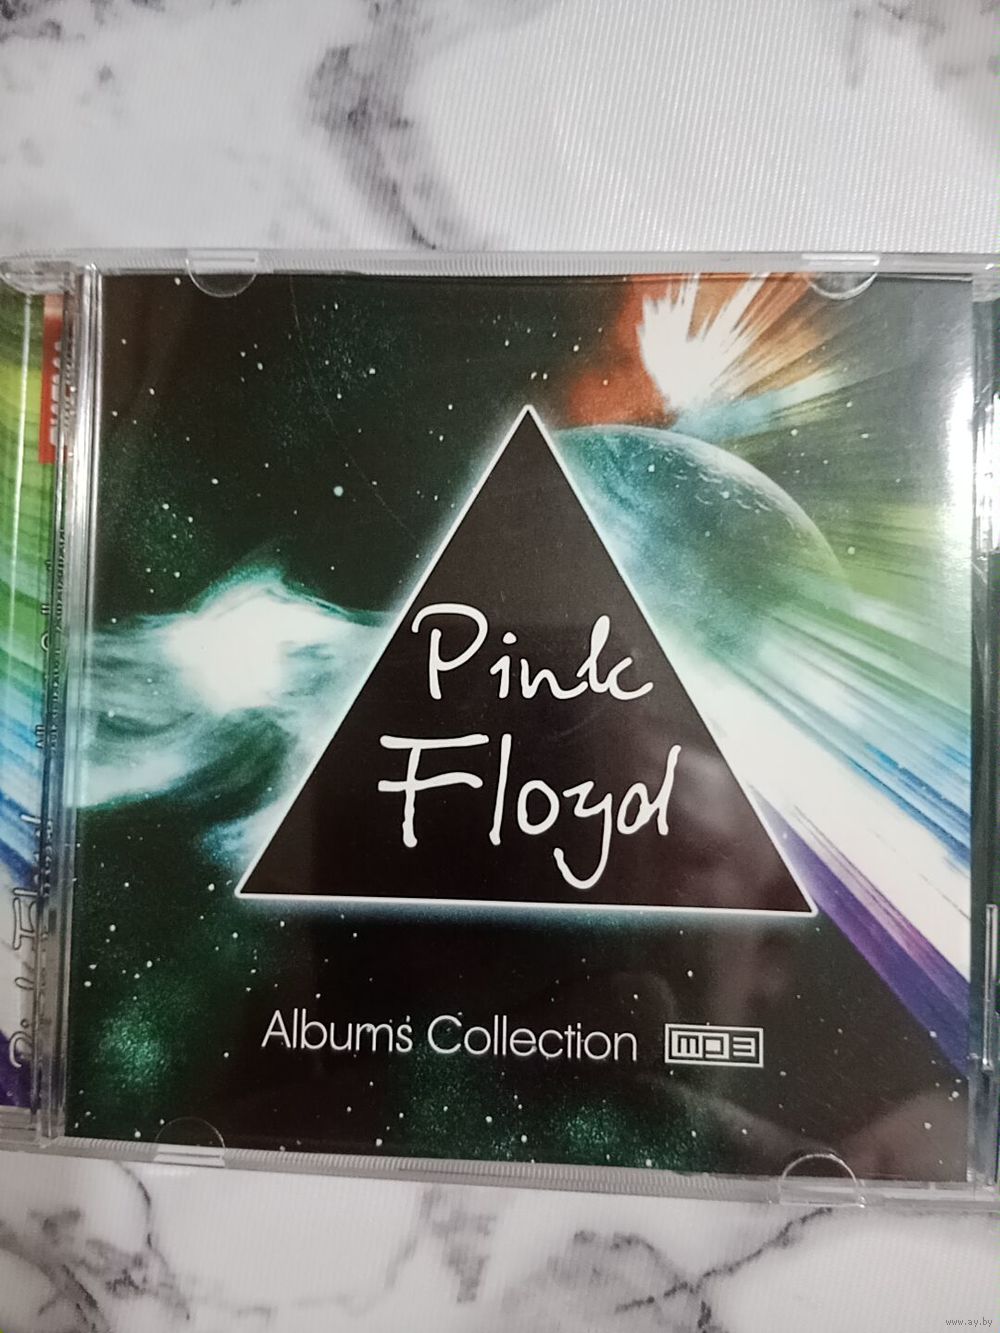 Pink
Floyd
Albums Collection mp3
www.ay.by